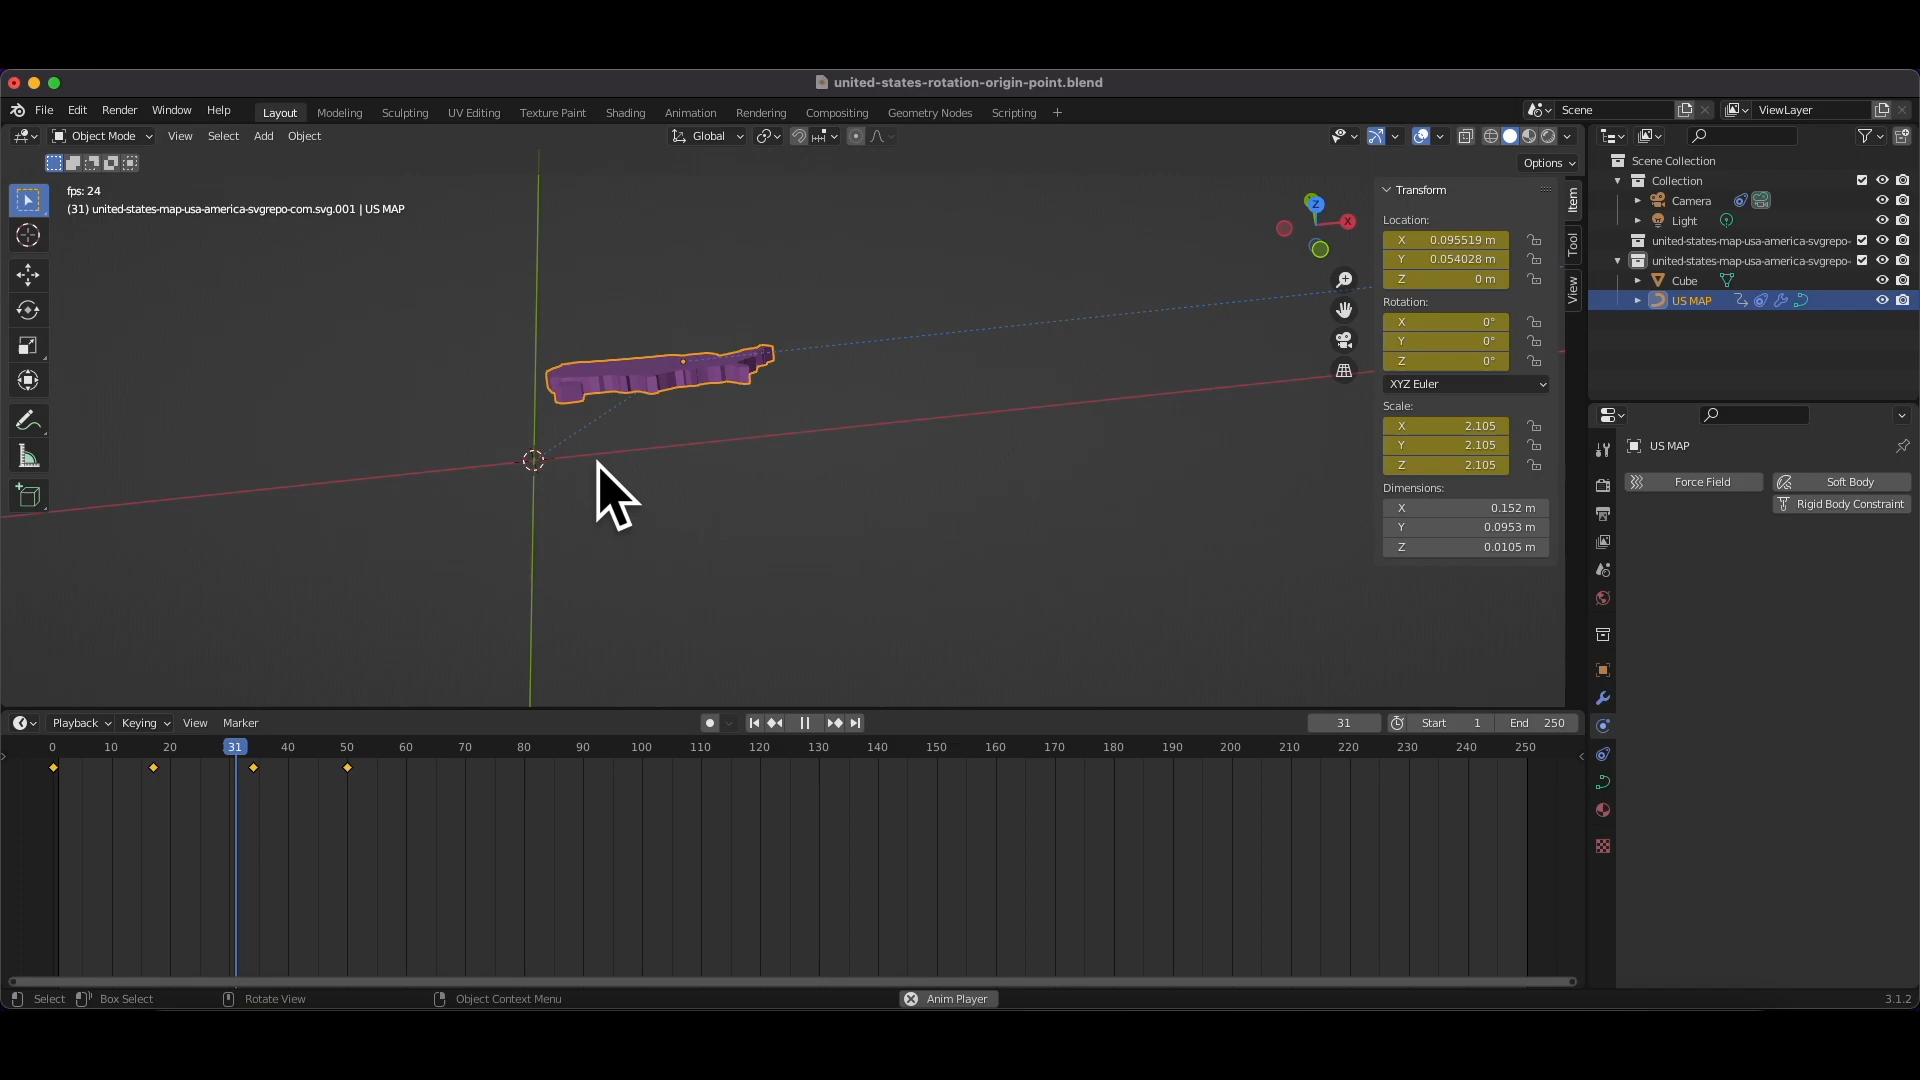 united-states-rotation-origin-point.blend
File Edit Render Window Help Layout Modeling Sculpting UV Editing Texture Paint Shading Animation Rendering Compositing Geometry Nodes Scripting + Scene ViewLayer
Object Mode View Select Add Object Global
Options
fps: 24
(31) united-states-map-usa-america-svgrepo-com.svg.001 | US MAP
Z
X
Transform
Location:
X 0.095519 m
Y 0.054028 m
Z 0 m
Rotation:
X 0°
Y 0°
Z 0°
XYZ Euler
Scale:
X 2.105
Y 2.105
Z 2.105
Dimensions:
X 0.152 m
Y 0.0953 m
Z 0.0105 m
Item
Tool
View
Scene Collection
Collection
Camera
Light
united-states-map-usa-america-svgrepo-
united-states-map-usa-america-svgrepo-
Cube
US MAP
US MAP
Force Field Soft Body
Rigid Body Constraint
Playback Keying View Marker 31 Start 1 End 250
0 10 20 31 40 50 60 70 80 90 100 110 120 130 140 150 160 170 180 190 200 210 220 230 240 250
Select Box Select Rotate View Object Context Menu Anim Player 3.1.2